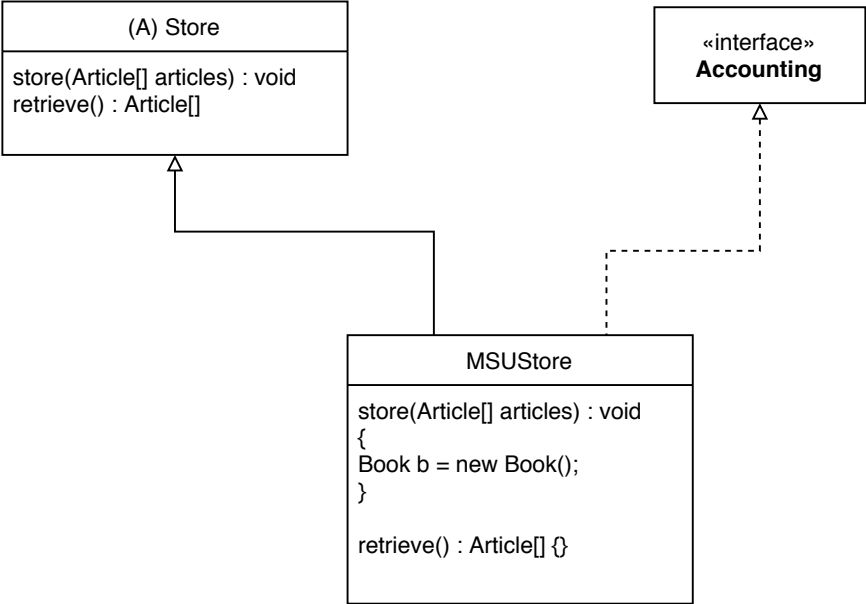 (A) Store
store(Article[] articles) : void
retrieve() : Article[]
«interface»
Accounting
MSUStore
store(Article[] articles) : void
{
Book b = new Book();
}
retrieve() : Article[] {}